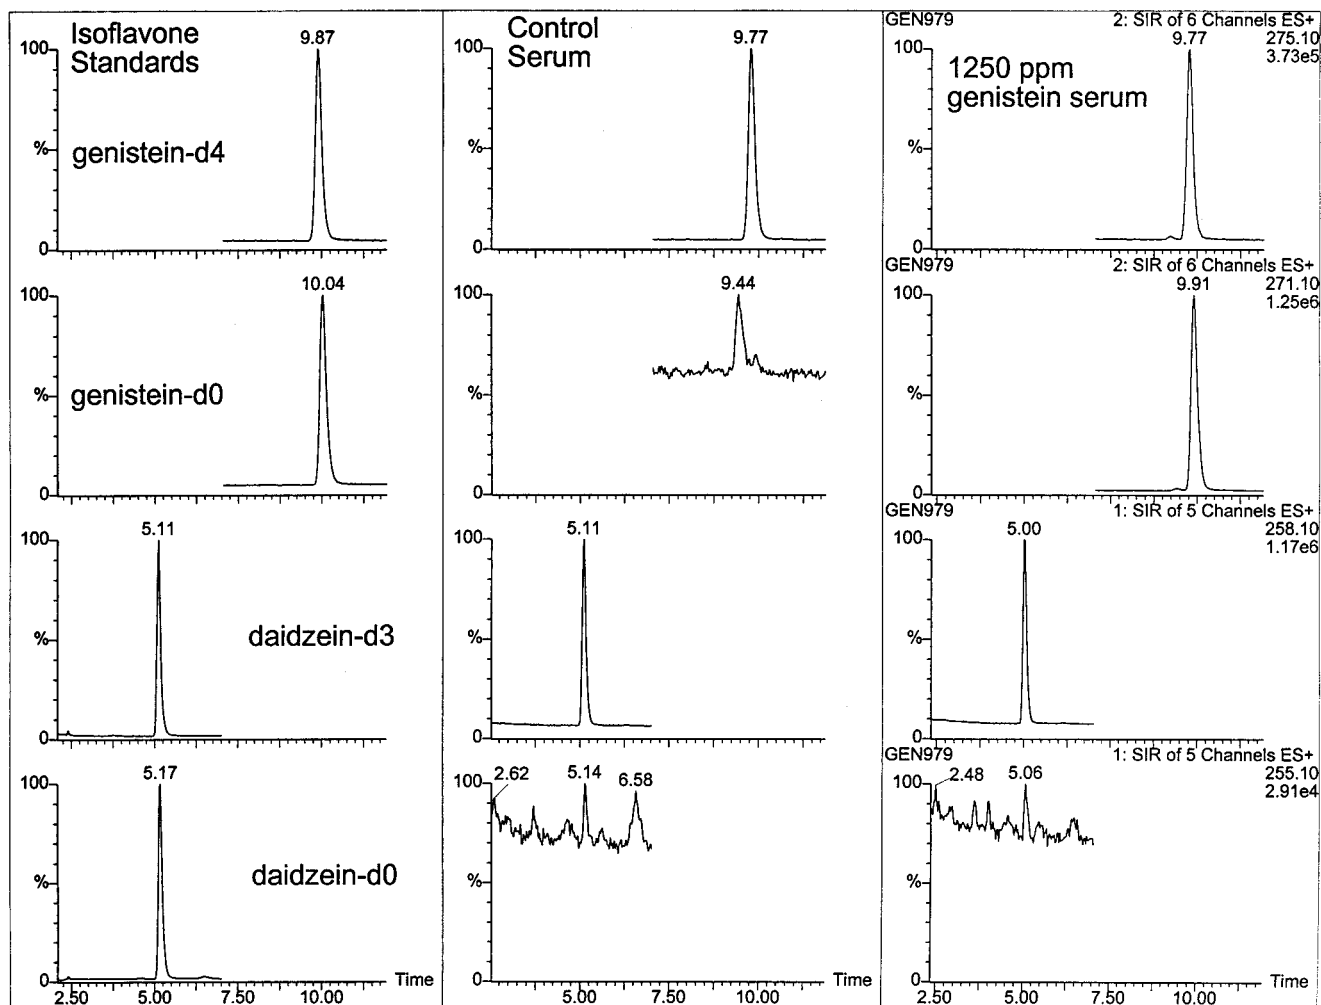 Isoflavone
Standards
9.87
100
%
0
genistein-d4
Control
Serum
9.77
100
%
0
GEN979
2: SIR of 6 Channels ES+
275.10
3.73e5
9.77
1250 ppm
genistein serum
100
%
0
10.04
100
%
0
genistein-d0
9.44
100
%
0
GEN979
2: SIR of 6 Channels ES+
271.10
1.25e6
9.91
100
%
0
5.11
100
%
0
daidzein-d3
5.11
100
%
0
GEN979
1: SIR of 5 Channels ES+
258.10
1.17e6
5.00
100
%
0
5.17
100
%
0
daidzein-d0
Time
2.50 5.00 7.50 10.00
2.62 5.14 6.58
100
%
0
Time
5.00 7.50 10.00
GEN979
1: SIR of 5 Channels ES+
255.10
2.91e4
2.48 5.06
100
%
0
Time
2.50 5.00 7.50 10.00